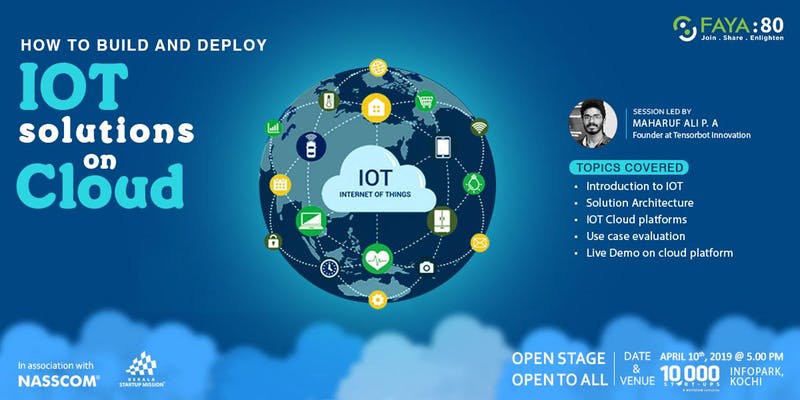 HOW TO BUILD AND DEPLOY
IOT
solutions
on
Cloud
FAYA:80
Join . Share . Enlighten
IOT
INTERNET OF THINGS
SESSION LED BY
MAHARUF ALI P. A
Founder at Tensorbot Innovation
TOPICS COVERED
• Introduction to IOT
• Solution Architecture
• IOT Cloud platforms
• Use case evaluation
• Live Demo on cloud platform
In association with
NASSCOM®
KERALA
STARTUP MISSION
OPEN STAGE
OPEN TO ALL
DATE
&
VENUE
APRIL 10th, 2019 @ 5.00 PM
10 000
START-UPS
INFOPARK,
KOCHI